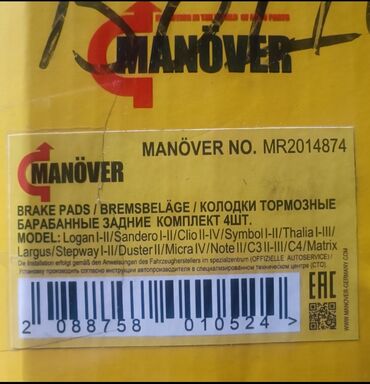 MANÖVER
MANÖVER
MANÖVER NO. MR2014874
BRAKE PADS / BREMSBELÄGE / КОЛОДКИ ТОРМОЗНЫЕ
БАРАБАННЫЕ ЗАДНИЕ КОМПЛЕКТ 4ШТ.
MODEL: Logan I-II/Sandero I-II/Clio II-IV/Symbol I-II/Thalia I-III/
Largus/Stepway I-II/Duster II/Micra IV/Note II/C3 II-III/C4/Matrix
Die Installation erfolgt gemäß den Anweisungen des Fahrzeugherstellers im spezialzentrum (OFFIZIELLE AUTOSERVICE) /
Установку производить согласно инструкции автопроизводителя в специализированном техническом центре (СТО).
EAC
WWW.MANOVER-GERMANY.COM
2 088758 010524 >